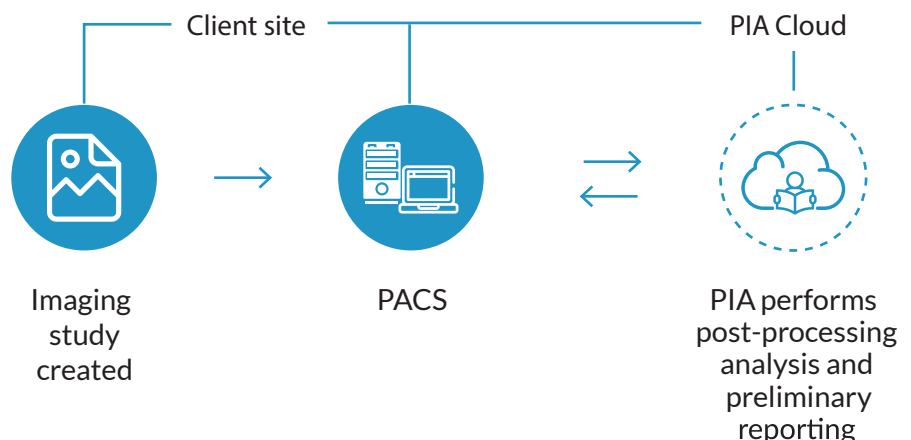 Client site
PIA Cloud
Imaging
study
created
PACS
PIA performs
post-processing
analysis and
preliminary
reporting